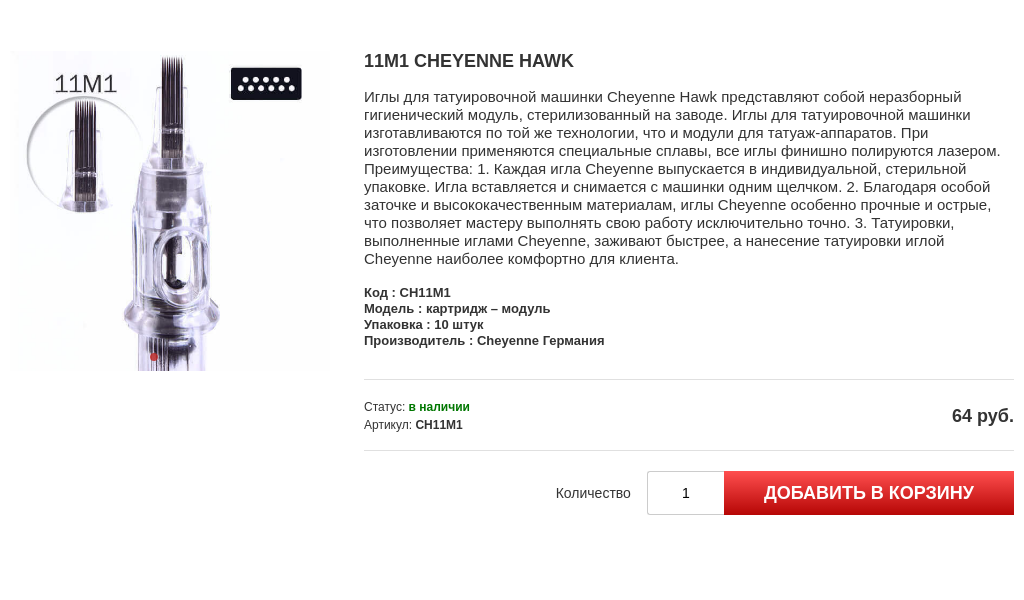 11M1
11M1 CHEYENNE HAWK
Иглы для татуировочной машинки Cheyenne Hawk представляют собой неразборный
гигиенический модуль, стерилизованный на заводе. Иглы для татуировочной машинки
изготавливаются по той же технологии, что и модули для татуаж-аппаратов. При
изготовлении применяются специальные сплавы, все иглы финишно полируются лазером.
Преимущества: 1. Каждая игла Cheyenne выпускается в индивидуальной, стерильной
упаковке. Игла вставляется и снимается с машинки одним щелчком. 2. Благодаря особой
заточке и высококачественным материалам, иглы Cheyenne особенно прочные и острые,
что позволяет мастеру выполнять свою работу исключительно точно. 3. Татуировки,
выполненные иглами Cheyenne, заживают быстрее, а нанесение татуировки иглой
Cheyenne наиболее комфортно для клиента.
Код : CH11M1
Модель : картридж – модуль
Упаковка : 10 штук
Производитель : Cheyenne Германия
Статус: в наличии
Артикул: CH11M1
64 руб.
Количество 1 ДОБАВИТЬ В КОРЗИНУ